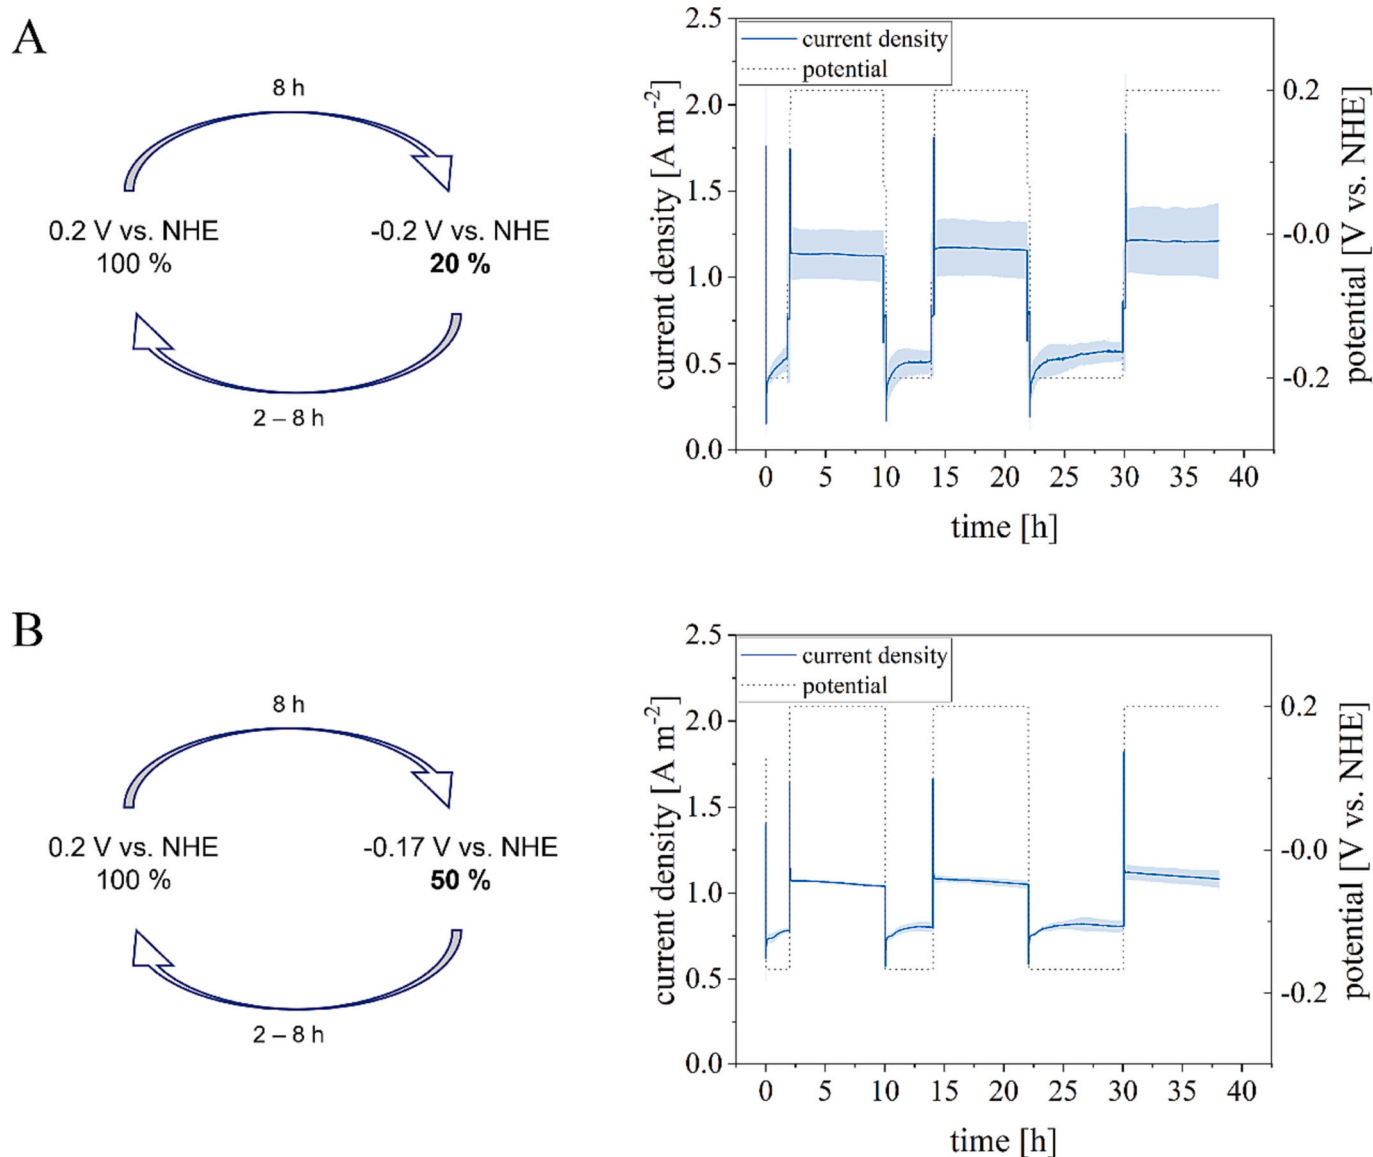 A
8 h
0.2 V vs. NHE
100 %
-0.2 V vs. NHE
20 %
2 – 8 h
current density
potential
2.5
2.0
1.5
1.0
0.5
0.0
current density [A m⁻²]
0.2
-0.0
-0.2
potential [V vs. NHE]
0 5 10 15 20 25 30 35 40
time [h]
B
8 h
0.2 V vs. NHE
100 %
-0.17 V vs. NHE
50 %
2 – 8 h
current density
potential
2.5
2.0
1.5
1.0
0.5
0.0
current density [A m⁻²]
0.2
-0.0
-0.2
potential [V vs. NHE]
0 5 10 15 20 25 30 35 40
time [h]